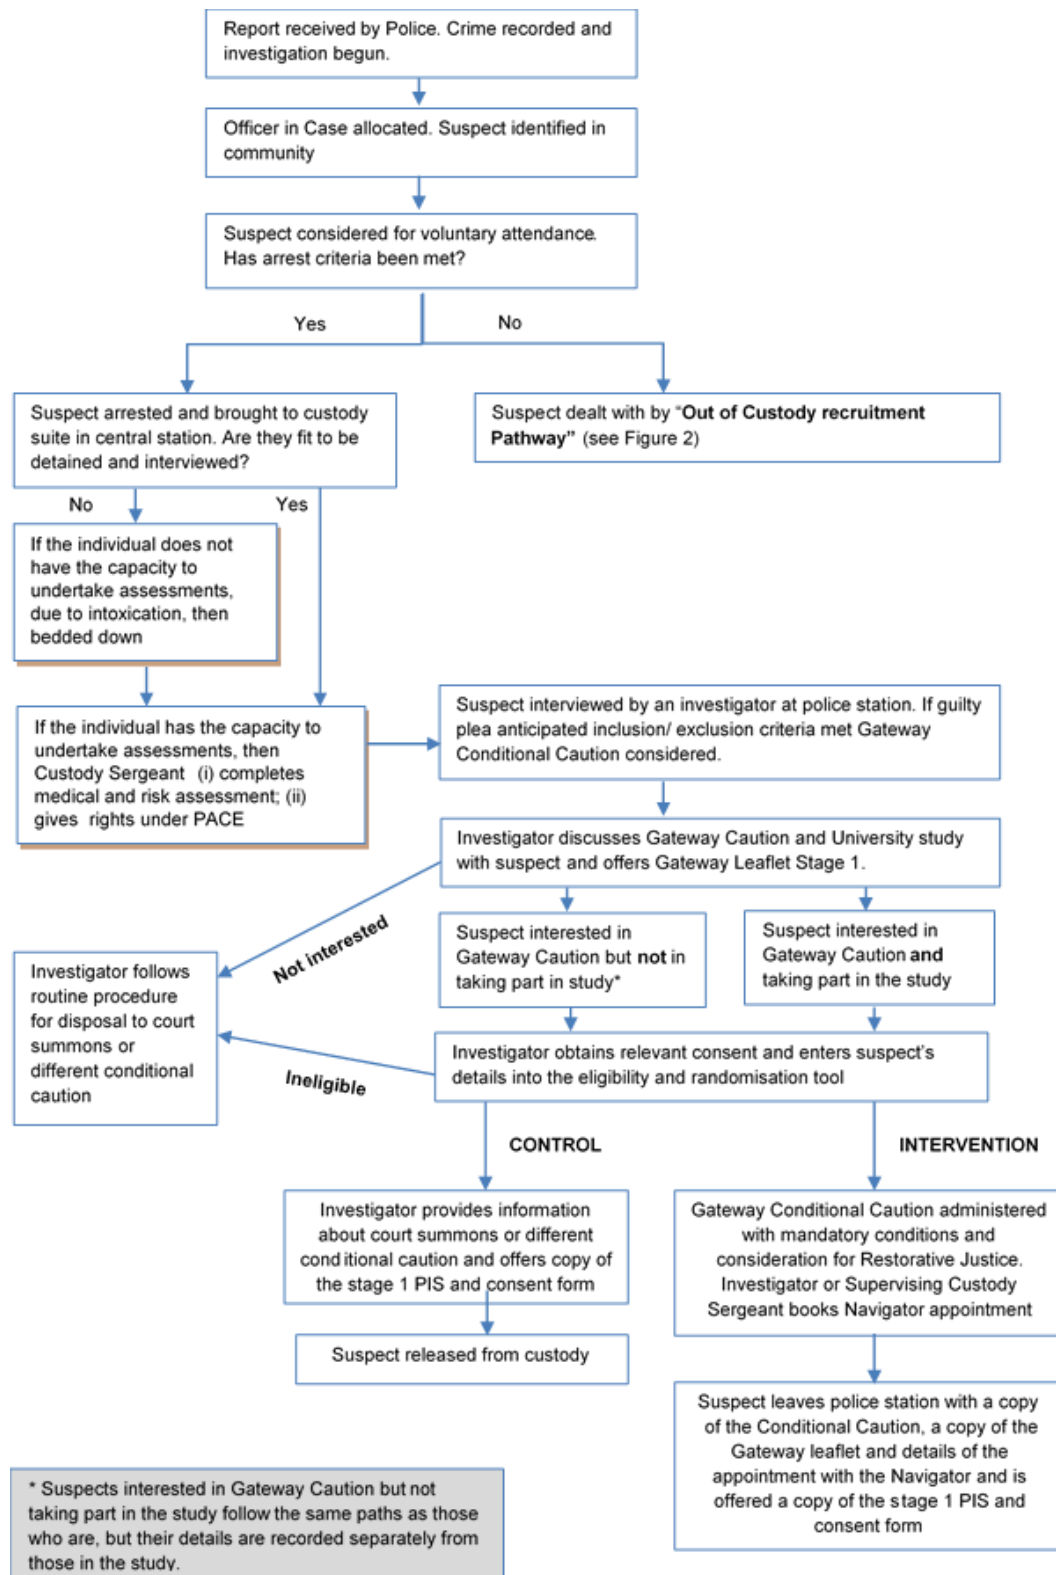 Report received by Police. Crime recorded and
investigation begun.
Officer in Case allocated. Suspect identified in
community
Suspect considered for voluntary attendance.
Has arrest criteria been met?
Yes
No
Suspect arrested and brought to custody
suite in central station. Are they fit to be
detained and interviewed?
Suspect dealt with by “Out of Custody recruitment
Pathway” (see Figure 2)
No
Yes
If the individual does not
have the capacity to
undertake assessments,
due to intoxication, then
bedded down
If the individual has the capacity to
undertake assessments, then
Custody Sergeant (i) completes
medical and risk assessment; (ii)
gives rights under PACE
Suspect interviewed by an investigator at police station. If guilty
plea anticipated inclusion/ exclusion criteria met Gateway
Conditional Caution considered.
Investigator discusses Gateway Caution and University study
with suspect and offers Gateway Leaflet Stage 1.
Not interested
Suspect interested in
Gateway Caution but not in
taking part in study*
Suspect interested in
Gateway Caution and
taking part in the study
Investigator follows
routine procedure
for disposal to court
summons or
different conditional
caution
Investigator obtains relevant consent and enters suspect's
details into the eligibility and randomisation tool
Ineligible
CONTROL
INTERVENTION
Investigator provides information
about court summons or different
conditional caution and offers copy of
the stage 1 PIS and consent form
Gateway Conditional Caution administered
with mandatory conditions and
consideration for Restorative Justice.
Investigator or Supervising Custody
Sergeant books Navigator appointment
Suspect released from custody
Suspect leaves police station with a copy
of the Conditional Caution, a copy of the
Gateway leaflet and details of the
appointment with the Navigator and is
offered a copy of the stage 1 PIS and
consent form
* Suspects interested in Gateway Caution but not
taking part in the study follow the same paths as those
who are, but their details are recorded separately from
those in the study.